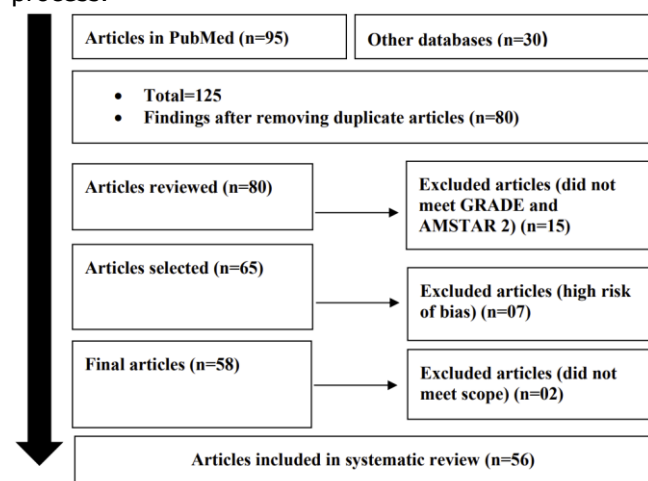 process.
Articles in PubMed (n=95)
Other databases (n=30)
• Total=125
• Findings after removing duplicate articles (n=80)
Articles reviewed (n=80)
Excluded articles (did not
meet GRADE and
AMSTAR 2) (n=15)
Articles selected (n=65)
Excluded articles (high risk
of bias) (n=07)
Final articles (n=58)
Excluded articles (did not
meet scope) (n=02)
Articles included in systematic review (n=56)